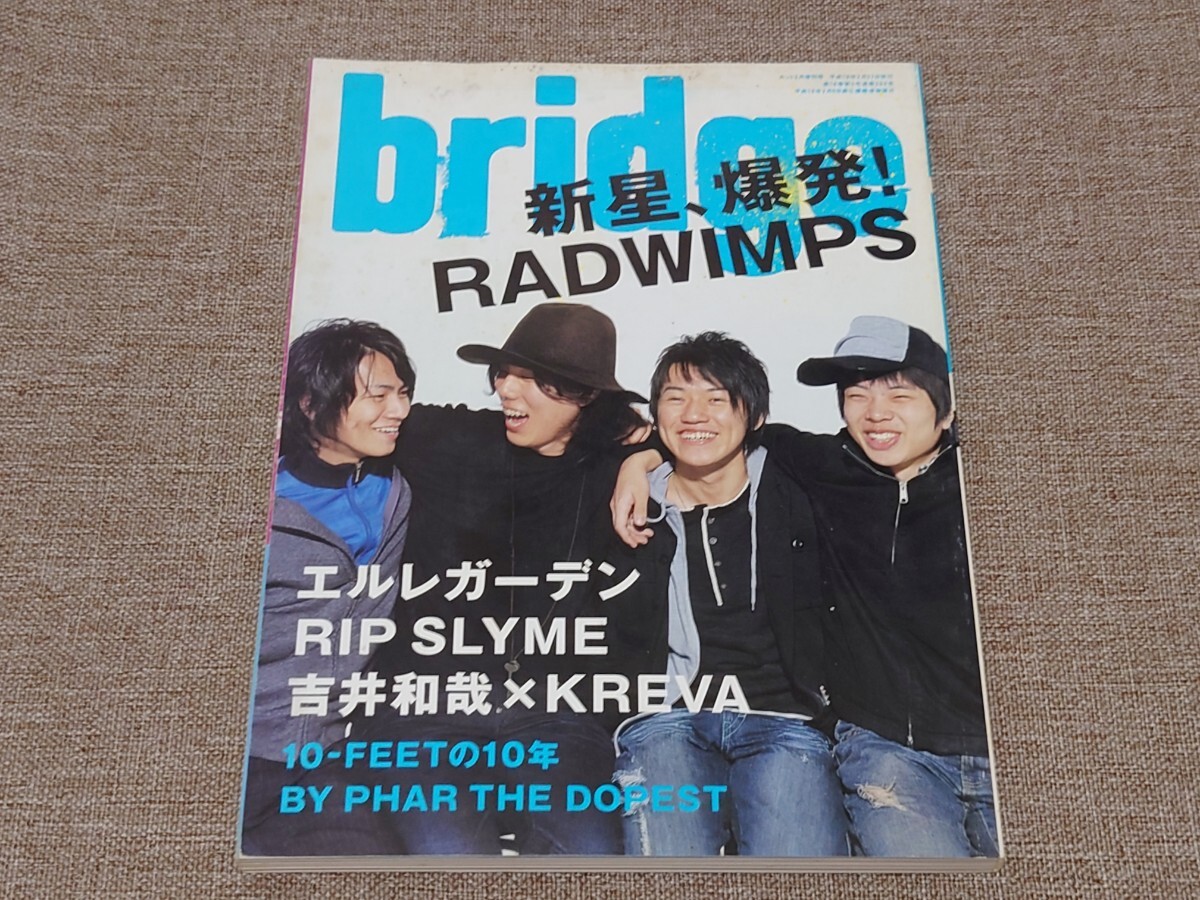 bridge
新星、爆発!
RADWIMPS
エルレガーデン
RIP SLYME
吉井和哉×KREVA
10-FEETの10年
BY PHAR THE DOPEST